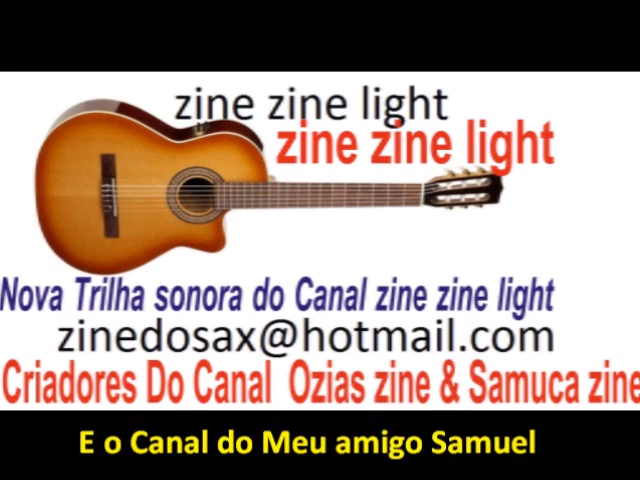 zine zine light
zine zine light
Nova Trilha sonora do Canal zine zine light
zinedosax@hotmail.com
Criadores Do Canal Ozias zine & Samuca zine
E o Canal do Meu amigo Samuel